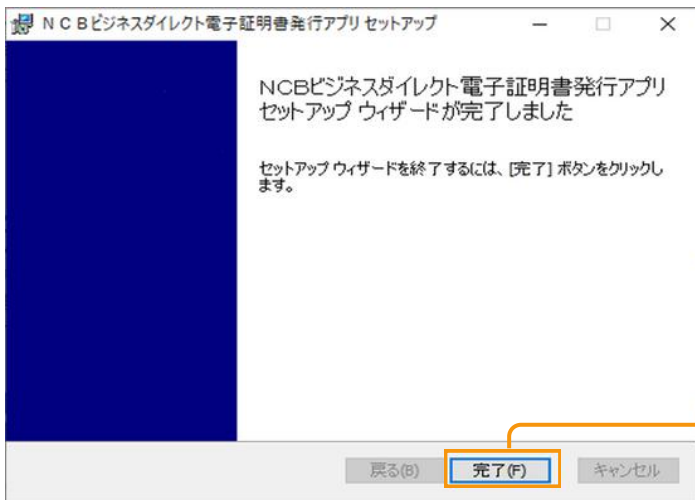 ＮＣＢビジネスダイレクト電子証明書発行アプリ セットアップ
NCBビジネスダイレクト電子証明書発行アプリ
セットアップ ウィザードが完了しました
セットアップ ウィザードを終了するには、[完了] ボタンをクリックし
ます。
戻る(B) 完了(F) キャンセル